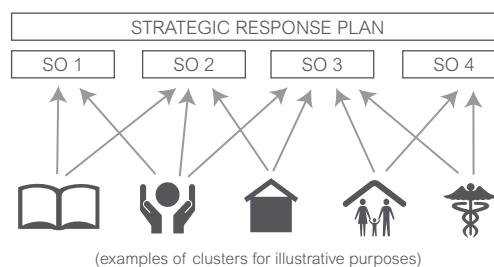 STRATEGIC RESPONSE PLAN
SO 1 SO 2 SO 3 SO 4
(examples of clusters for illustrative purposes)